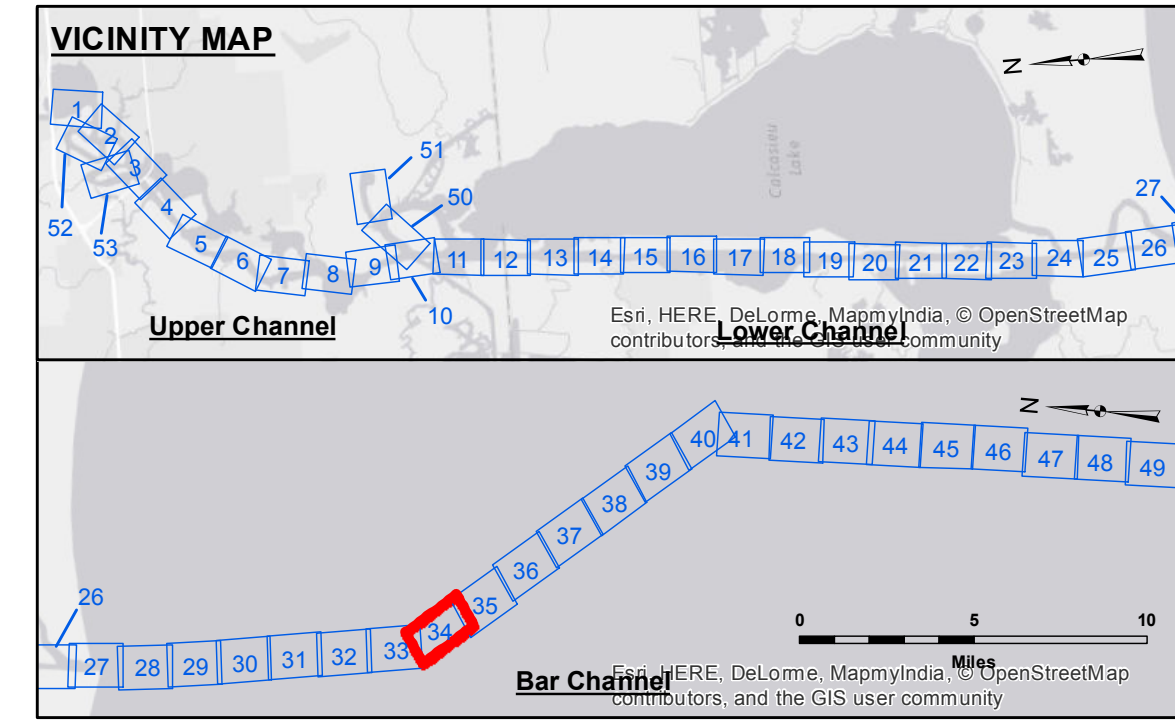 VICINITY MAP
N
1
2
3
4
5
6
7
8
9
10
11 12 13 14 15 16 17 18 19 20 21 22 23 24 25 26
27
50
51
52
53
Calcasieu
Lake
Upper Channel
Lower Channel
Esri, HERE, DeLorme, MapmyIndia, © OpenStreetMap
contributors, and the GIS user community
N
26
27 28 29 30 31 32 33 34 35 36 37 38 39 40 41 42 43 44 45 46 47 48 49
0 5 10
Miles
Bar Channel
Esri, HERE, DeLorme, MapmyIndia, © OpenStreetMap
contributors, and the GIS user community